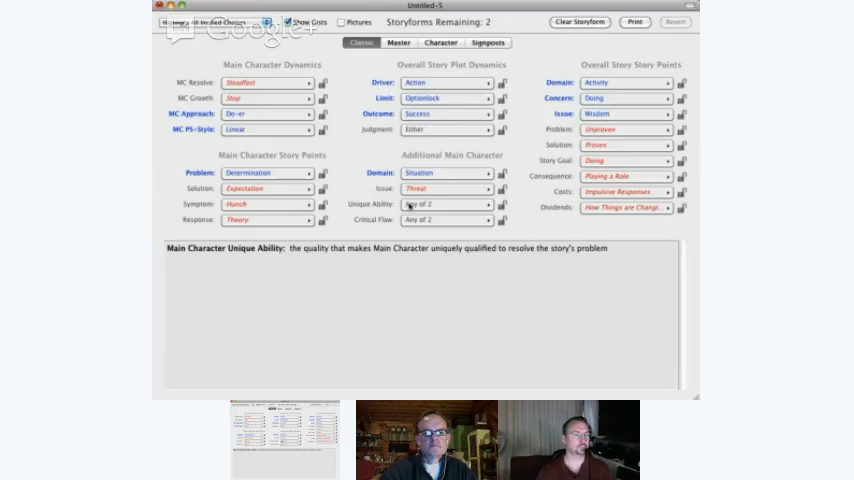 Untitled-5
Show Gists
Pictures
Storyforms Remaining: 2
Clear Storyform
Print
Revert
Google+
Classic
Master
Character
Signposts
Main Character Dynamics
MC Resolve: Steadfast
MC Growth: Stop
MC Approach: Do-er
MC PS-Style: Linear
Main Character Story Points
Problem: Determination
Solution: Expectation
Symptom: Hunch
Response: Theory
Overall Story Plot Dynamics
Driver: Action
Limit: Optionlock
Outcome: Success
Judgment: Either
Additional Main Character
Domain: Situation
Issue: Threat
Unique Ability: Any of 2
Critical Flaw: Any of 2
Overall Story Story Points
Domain: Activity
Concern: Doing
Issue: Wisdom
Problem: Unproven
Solution: Proven
Story Goal: Doing
Consequence: Playing a Role
Costs: Impulsive Responses
Dividends: How Things are Changi...
Main Character Unique Ability: the quality that makes Main Character uniquely qualified to resolve the story's problem